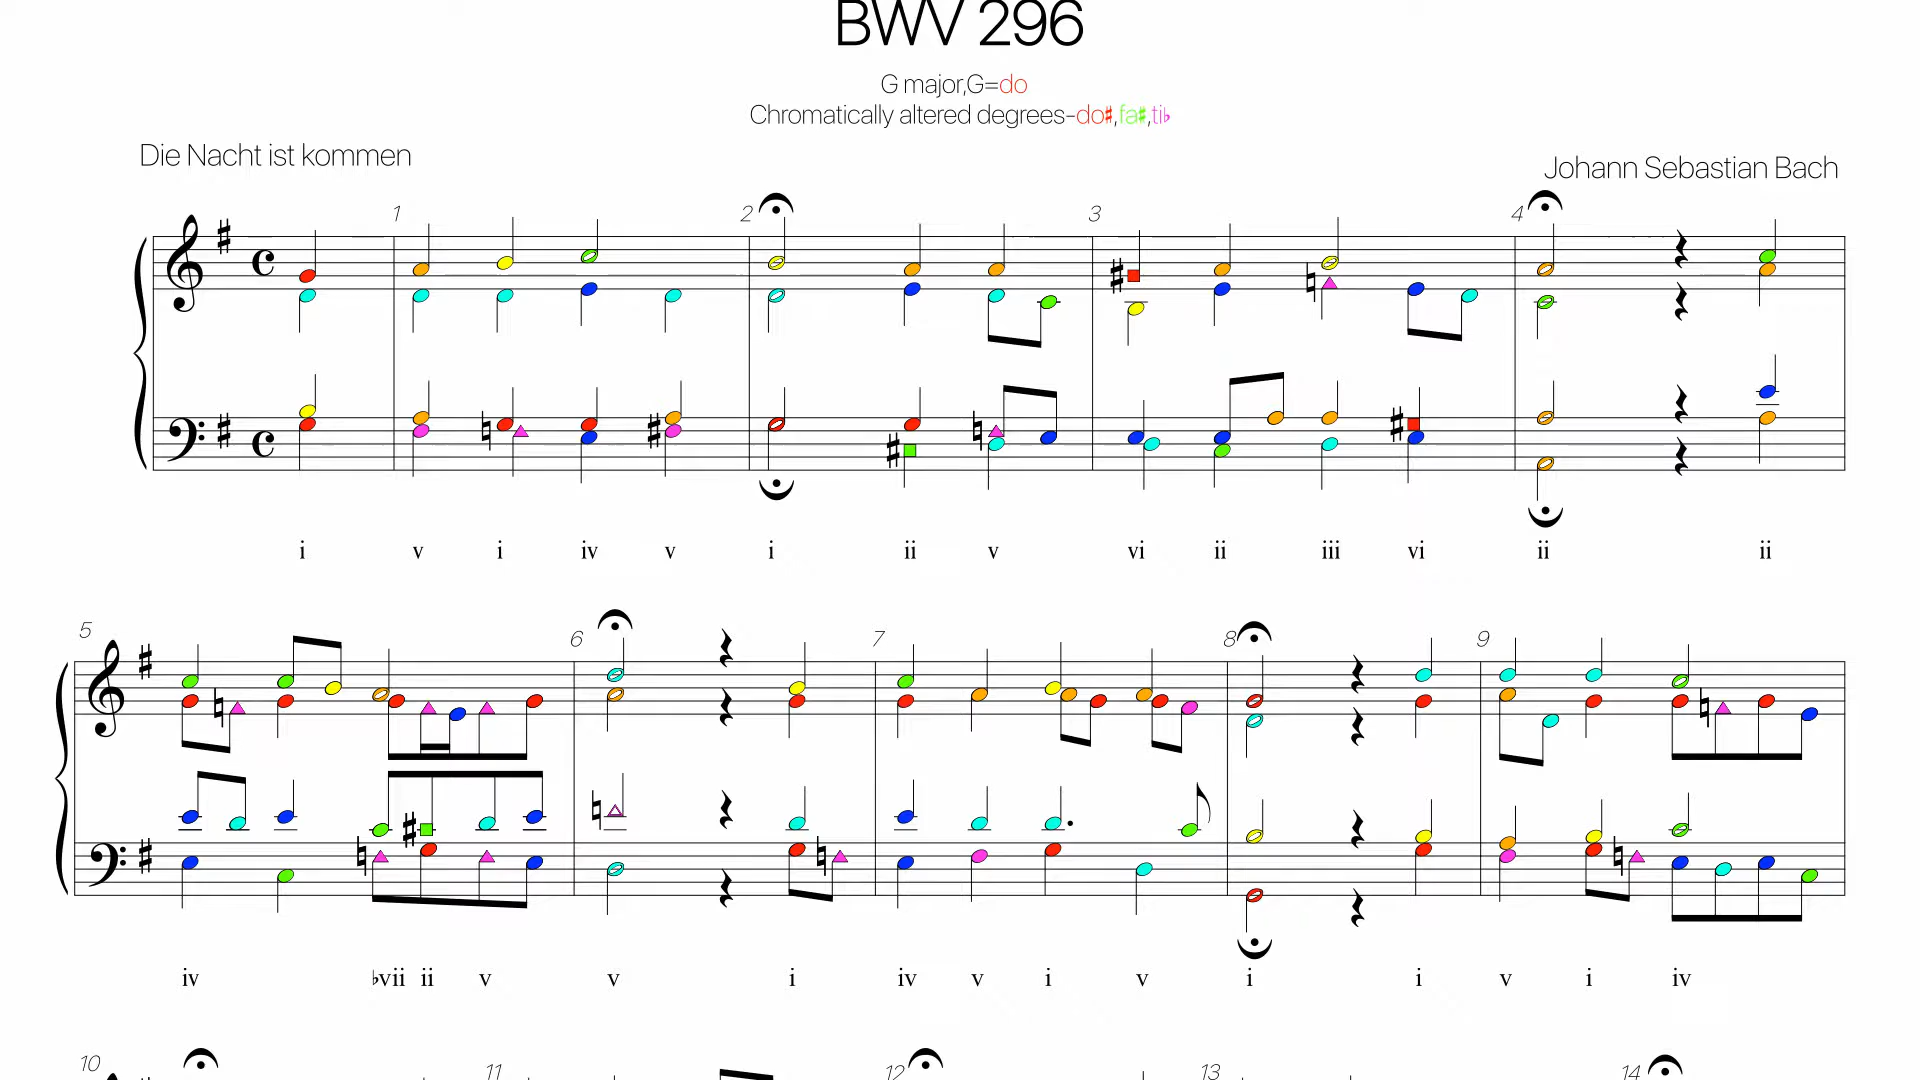 BWV 296
G major,G=do
Chromatically altered degrees-do♯,fa♯,ti♭
Die Nacht ist kommen
Johann Sebastian Bach
1 2 3 4
i v i iv v i ii v vi ii iii vi ii ii
5 6 7 8 9
iv ♭vii ii v v i iv v i v i i v i iv
10 11 12 13 14